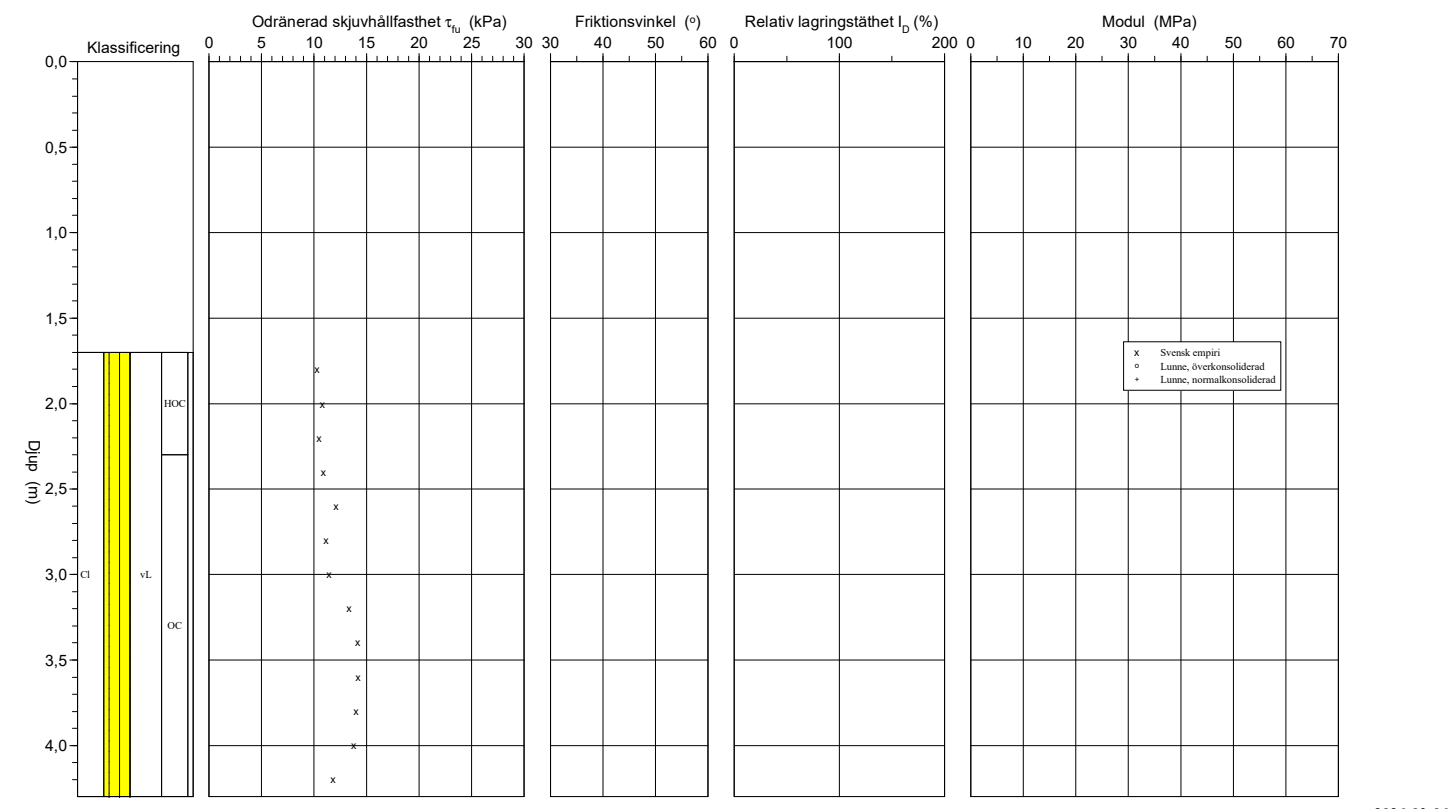 Odränerad skjuvhållfasthet τfu (kPa)
Friktionsvinkel (º)
Relativ lagringstäthet ID (%)
Modul (MPa)
Klassificering
0 5 10 15 20 25 30
30 40 50 60
0 100 200
0 10 20 30 40 50 60 70
0,0
0,5
1,0
1,5
x Svensk empiri
o Lunne, överkonsoliderad
+ Lunne, normalkonsoliderad
2,0
HOC
Djup (m)
2,5
3,0
Cl
vL
OC
3,5
4,0